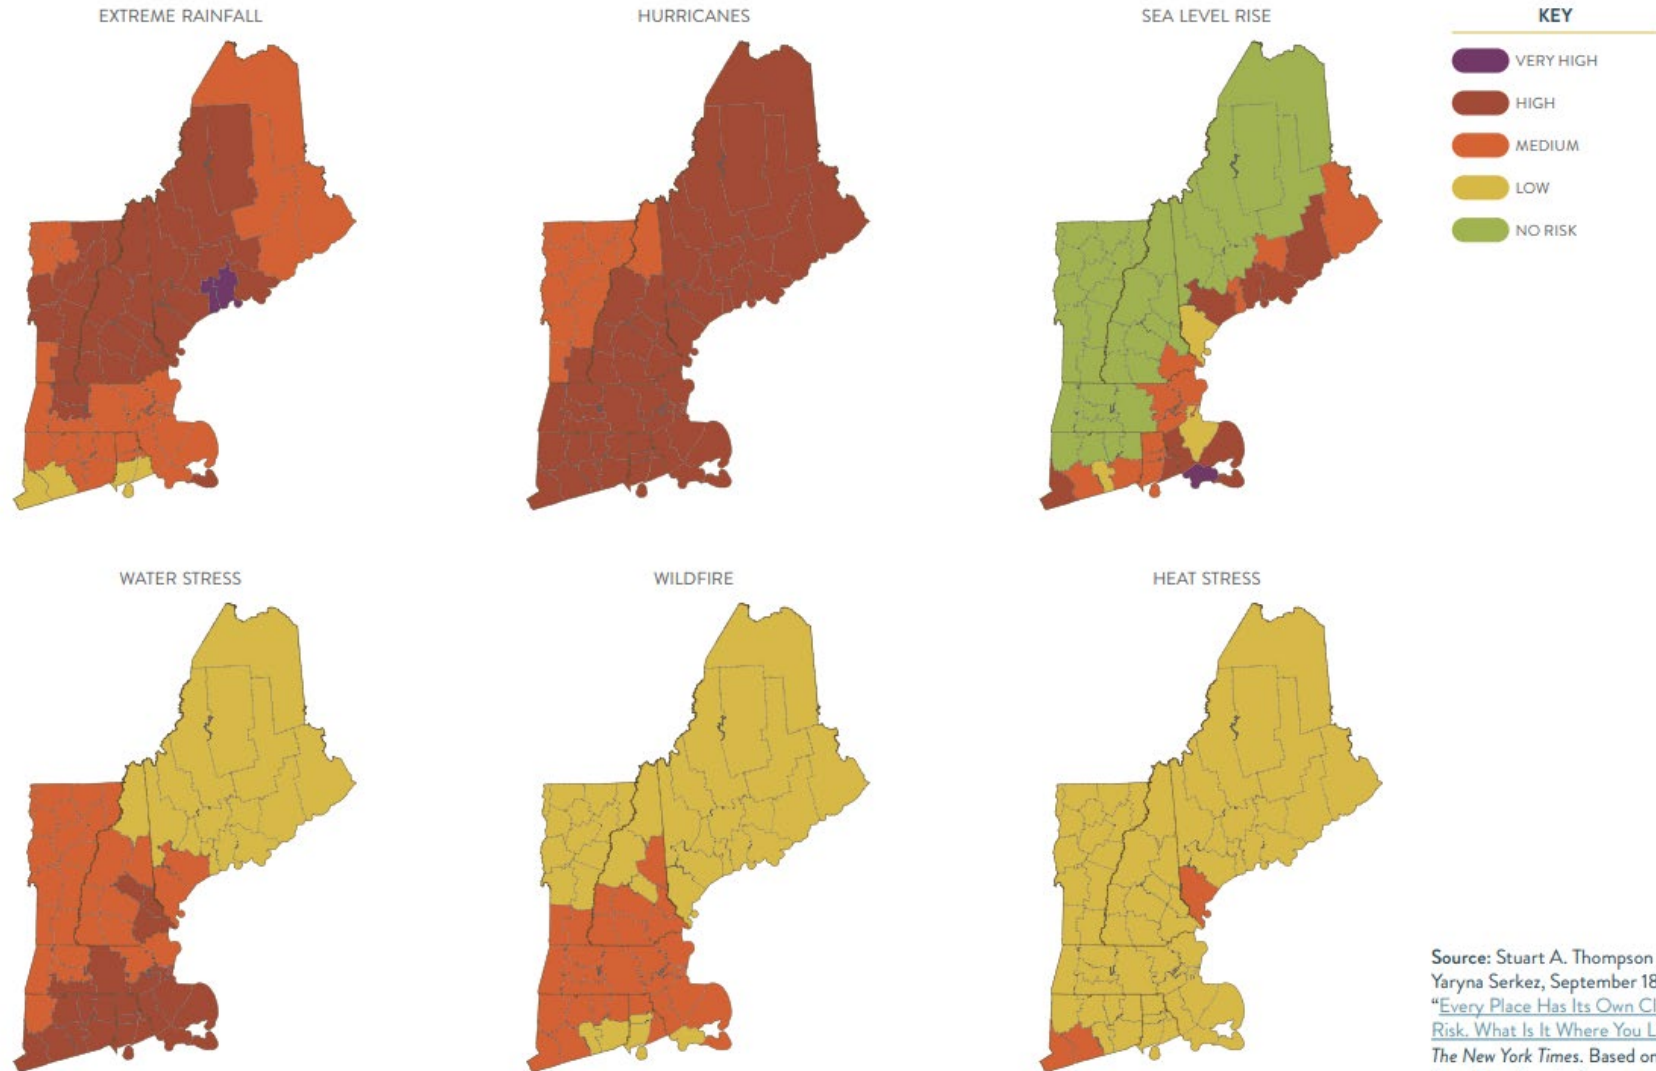 EXTREME RAINFALL
HURRICANES
SEA LEVEL RISE
KEY
VERY HIGH
HIGH
MEDIUM
LOW
NO RISK
WATER STRESS
WILDFIRE
HEAT STRESS
Source: Stuart A. Thompson
Yaryna Serkez, September 18
“Every Place Has Its Own
Risk. What Is It Where You
The New York Times. Based on